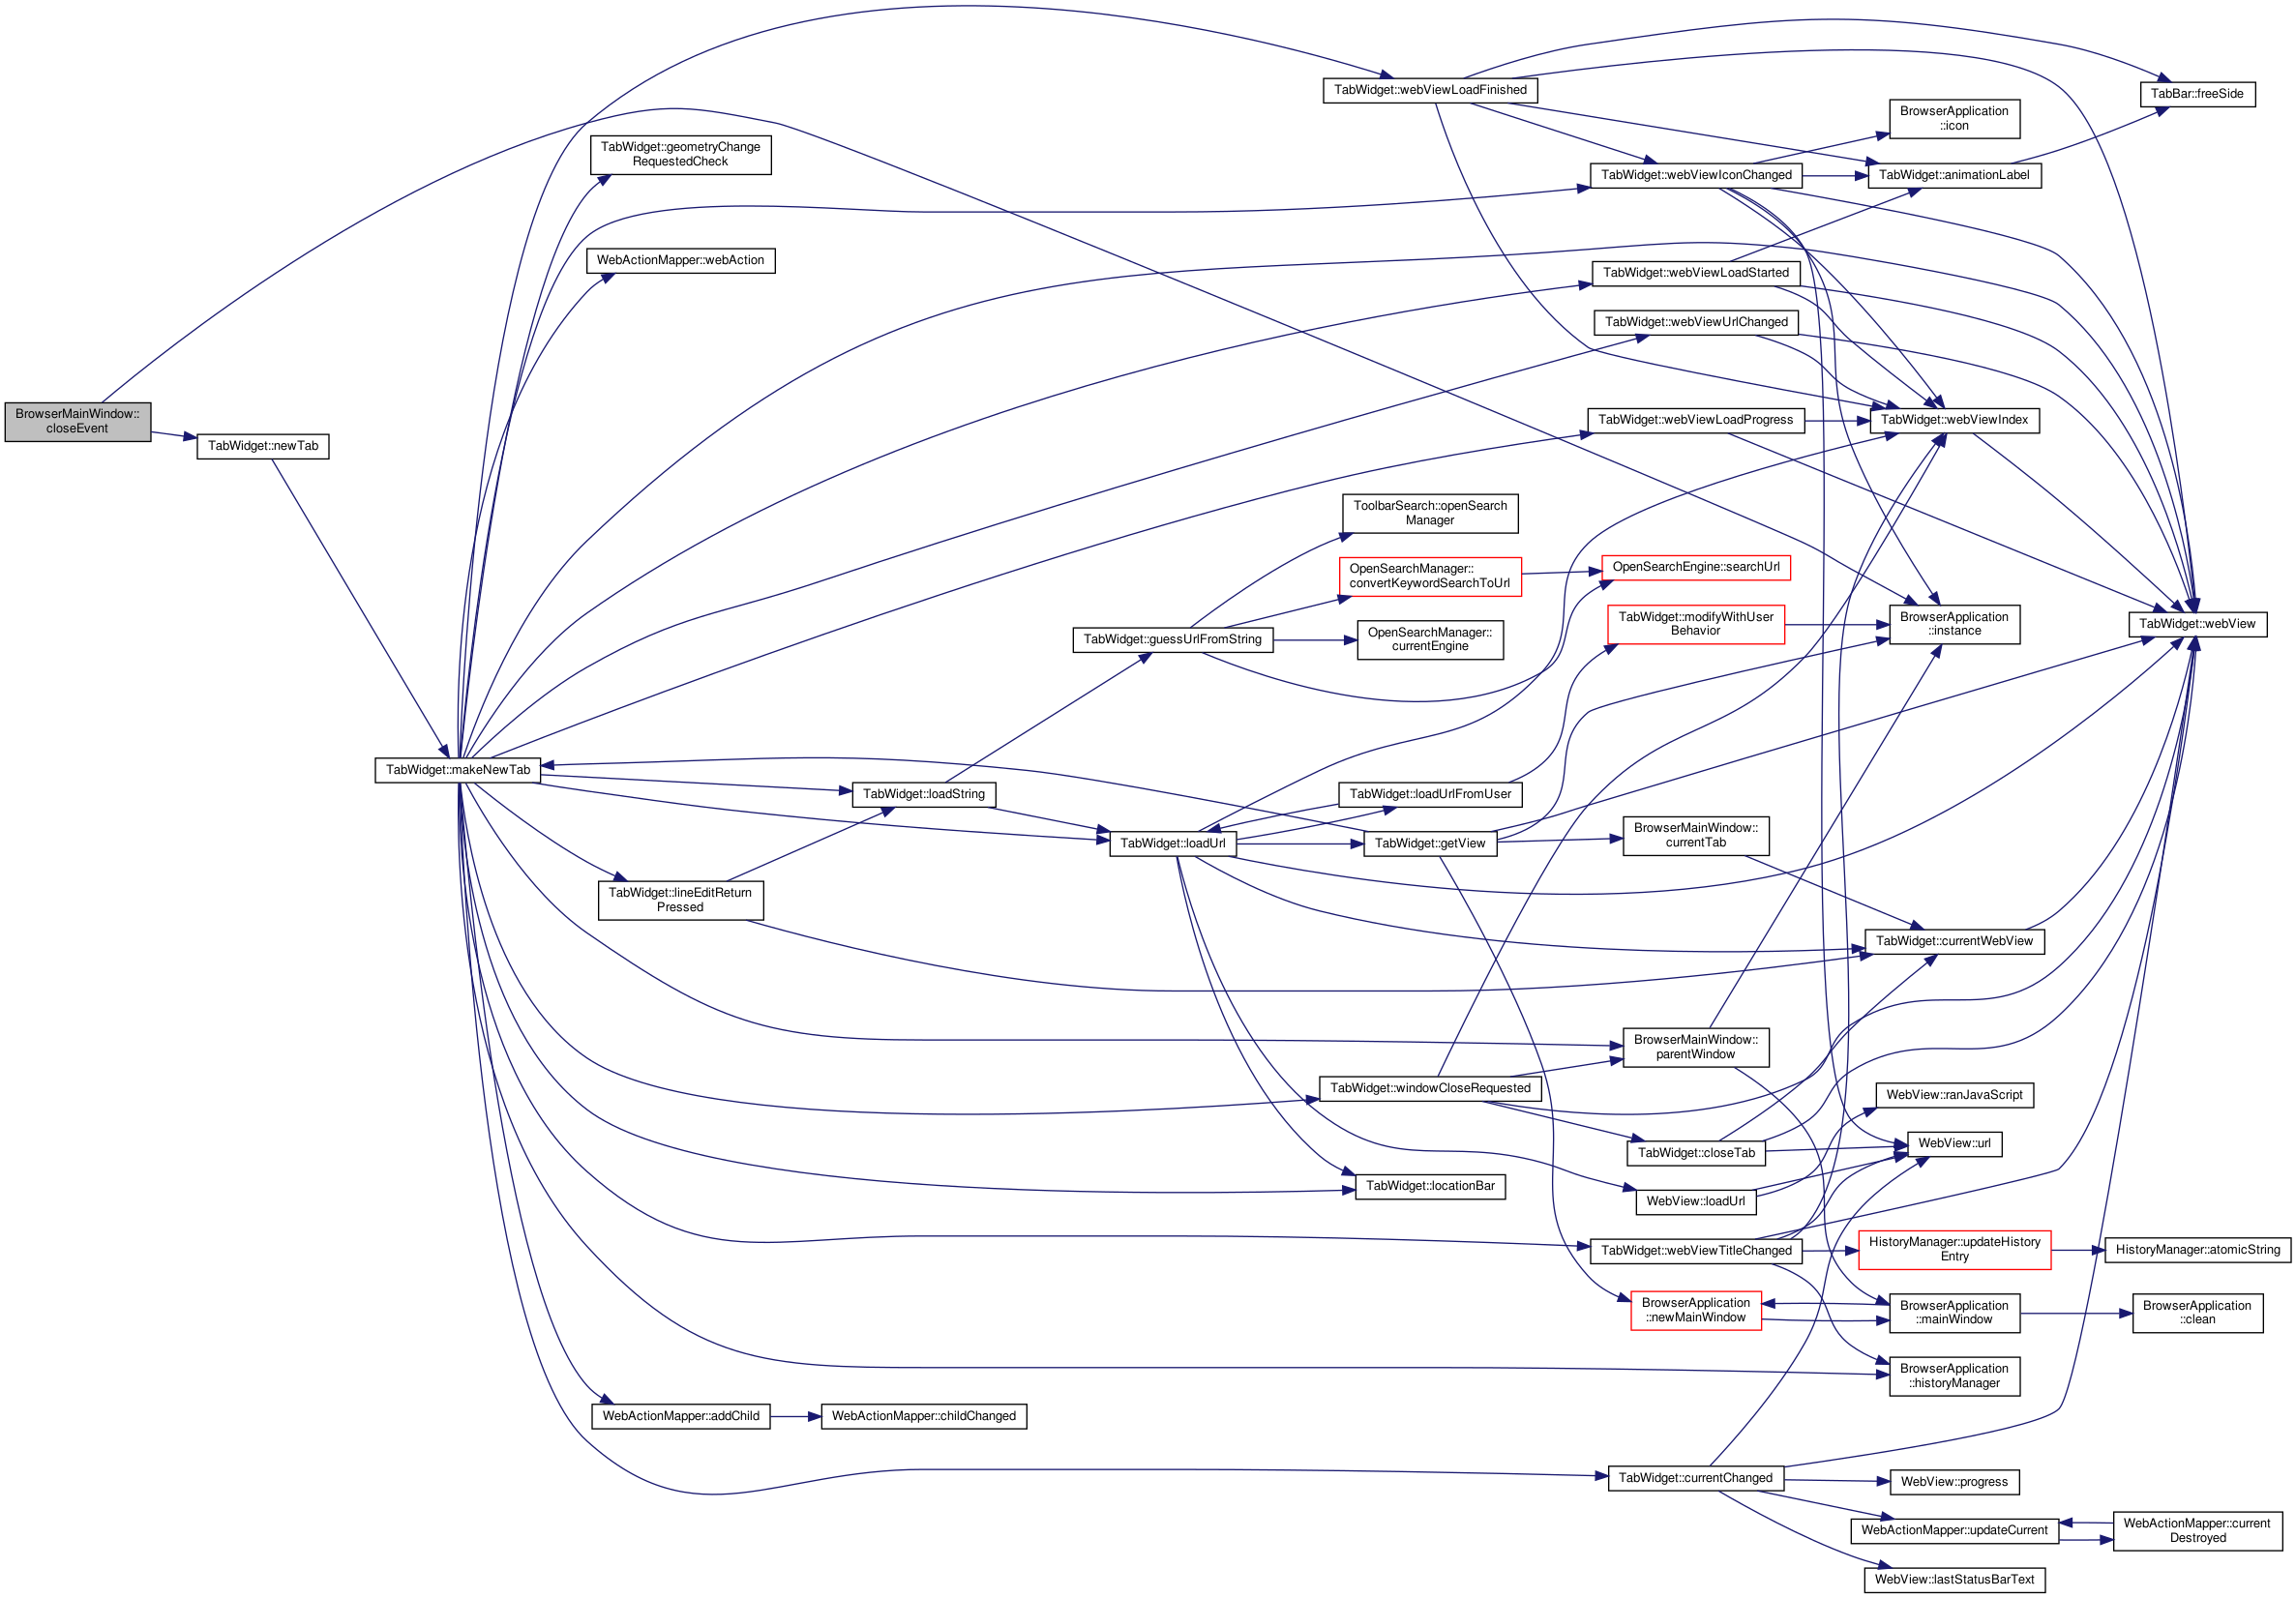 BrowserMainWindow::
closeEvent
TabWidget::newTab
TabWidget::makeNewTab
TabWidget::geometryChange
RequestedCheck
WebActionMapper::webAction
TabWidget::lineEditReturn
Pressed
WebActionMapper::addChild
TabWidget::loadString
WebActionMapper::childChanged
TabWidget::guessUrlFromString
TabWidget::loadUrl
TabWidget::webViewLoadFinished
ToolbarSearch::openSearch
Manager
OpenSearchManager::
convertKeywordSearchToUrl
OpenSearchManager::
currentEngine
TabWidget::loadUrlFromUser
TabWidget::getView
TabWidget::windowCloseRequested
TabWidget::locationBar
TabWidget::webViewIconChanged
TabWidget::webViewLoadStarted
TabWidget::webViewUrlChanged
TabWidget::webViewLoadProgress
OpenSearchEngine::searchUrl
TabWidget::modifyWithUser
Behavior
BrowserMainWindow::
currentTab
BrowserMainWindow::
parentWindow
TabWidget::closeTab
WebView::loadUrl
TabWidget::webViewTitleChanged
BrowserApplication
::newMainWindow
TabWidget::currentChanged
BrowserApplication
::icon
TabWidget::animationLabel
TabWidget::webViewIndex
BrowserApplication
::instance
TabWidget::currentWebView
WebView::ranJavaScript
WebView::url
HistoryManager::updateHistory
Entry
BrowserApplication
::mainWindow
BrowserApplication
::historyManager
WebView::progress
WebActionMapper::updateCurrent
WebView::lastStatusBarText
TabBar::freeSide
TabWidget::webView
HistoryManager::atomicString
BrowserApplication
::clean
WebActionMapper::current
Destroyed